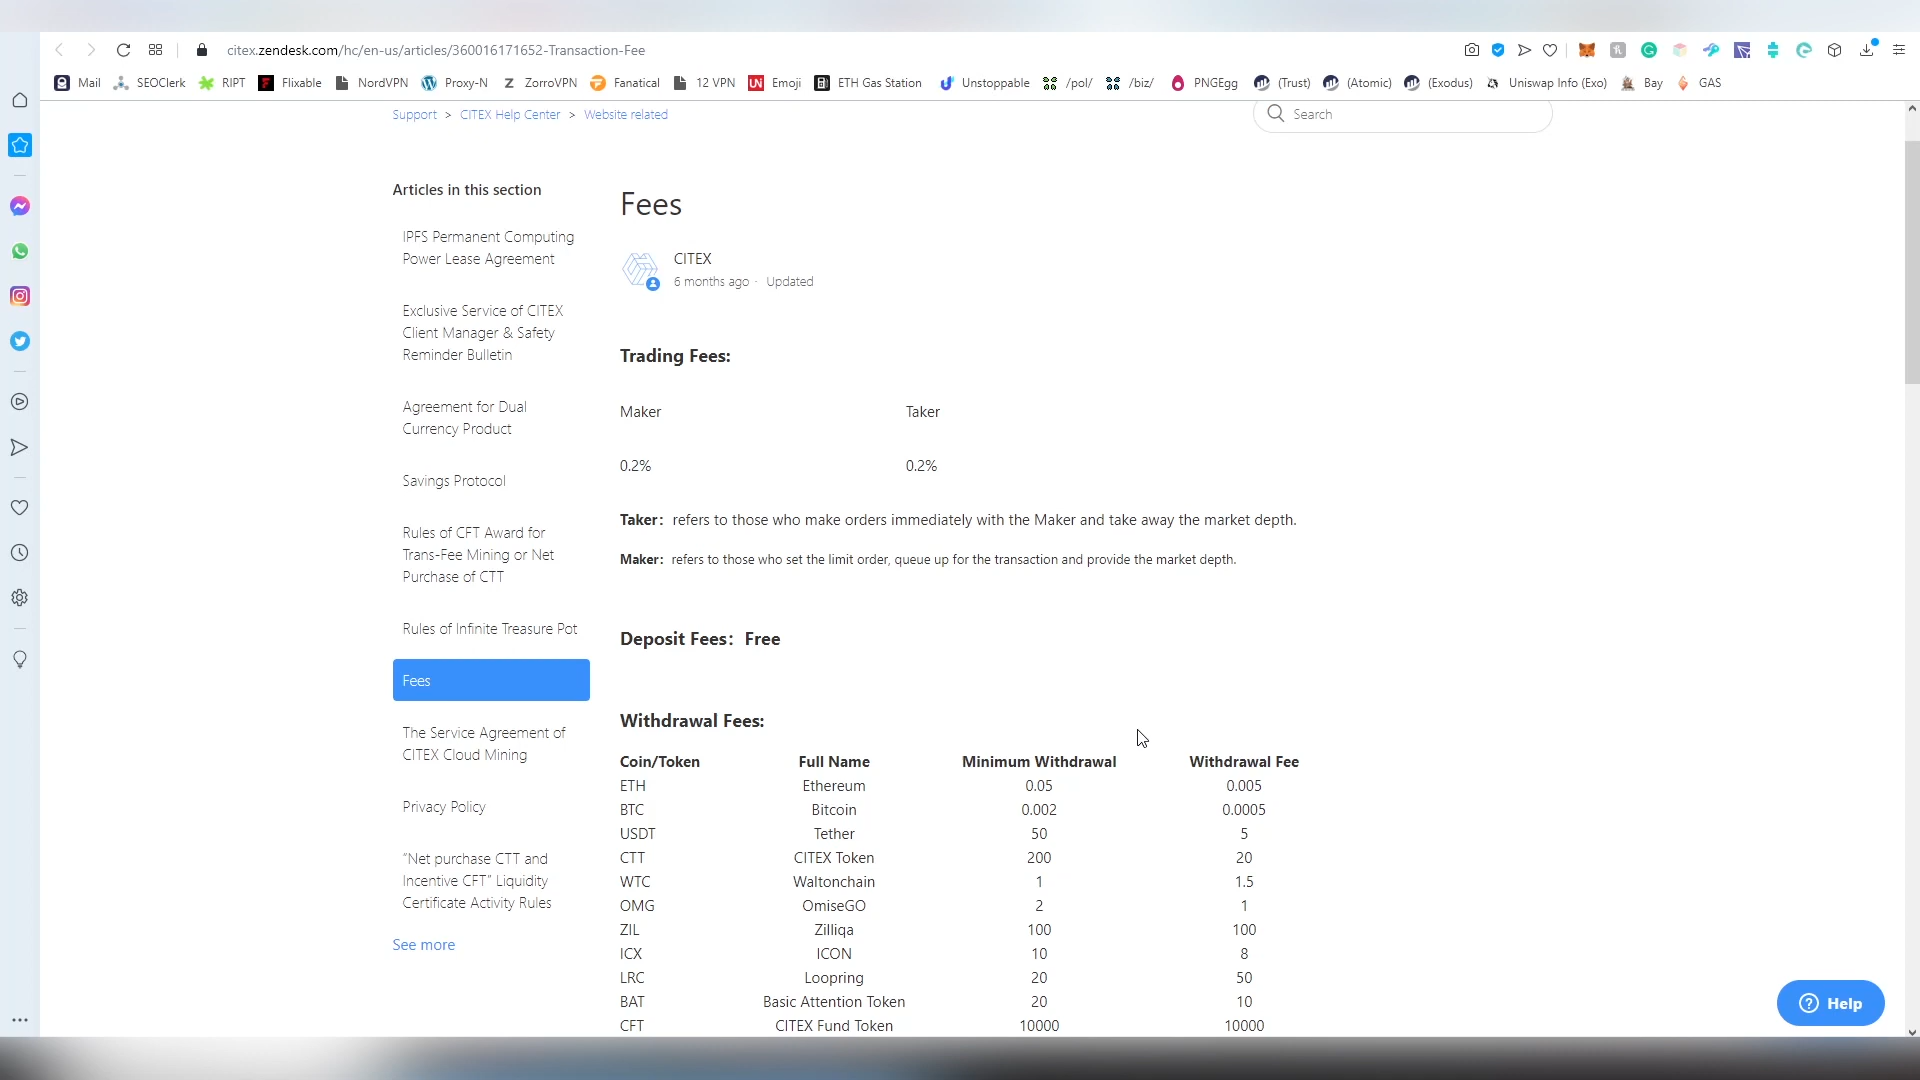 citex.zendesk.com/hc/en-us/articles/360016171652-Transaction-Fee
Mail SEOClerk RIPT Flixable NordVPN Proxy-N ZorroVPN Fanatical 12 VPN Emoji ETH Gas Station Unstoppable /pol/ /biz/ PNGEgg (Trust) (Atomic) (Exodus) Uniswap Info (Exo) Bay GAS
Support > CITEX Help Center > Website related
Search
Articles in this section
IPFS Permanent Computing
Power Lease Agreement
Exclusive Service of CITEX
Client Manager & Safety
Reminder Bulletin
Agreement for Dual
Currency Product
Savings Protocol
Rules of CFT Award for
Trans-Fee Mining or Net
Purchase of CTT
Rules of Infinite Treasure Pot
Fees
The Service Agreement of
CITEX Cloud Mining
Privacy Policy
"Net purchase CTT and
Incentive CFT" Liquidity
Certificate Activity Rules
See more
Fees
CITEX
6 months ago · Updated
Trading Fees:
Maker Taker
0.2% 0.2%
Taker: refers to those who make orders immediately with the Maker and take away the market depth.
Maker: refers to those who set the limit order, queue up for the transaction and provide the market depth.
Deposit Fees: Free
Withdrawal Fees:
Coin/Token Full Name Minimum Withdrawal Withdrawal Fee
ETH Ethereum 0.05 0.005
BTC Bitcoin 0.002 0.0005
USDT Tether 50 5
CTT CITEX Token 200 20
WTC Waltonchain 1 1.5
OMG OmiseGO 2 1
ZIL Zilliqa 100 100
ICX ICON 10 8
LRC Loopring 20 50
BAT Basic Attention Token 20 10
CFT CITEX Fund Token 10000 10000
Help